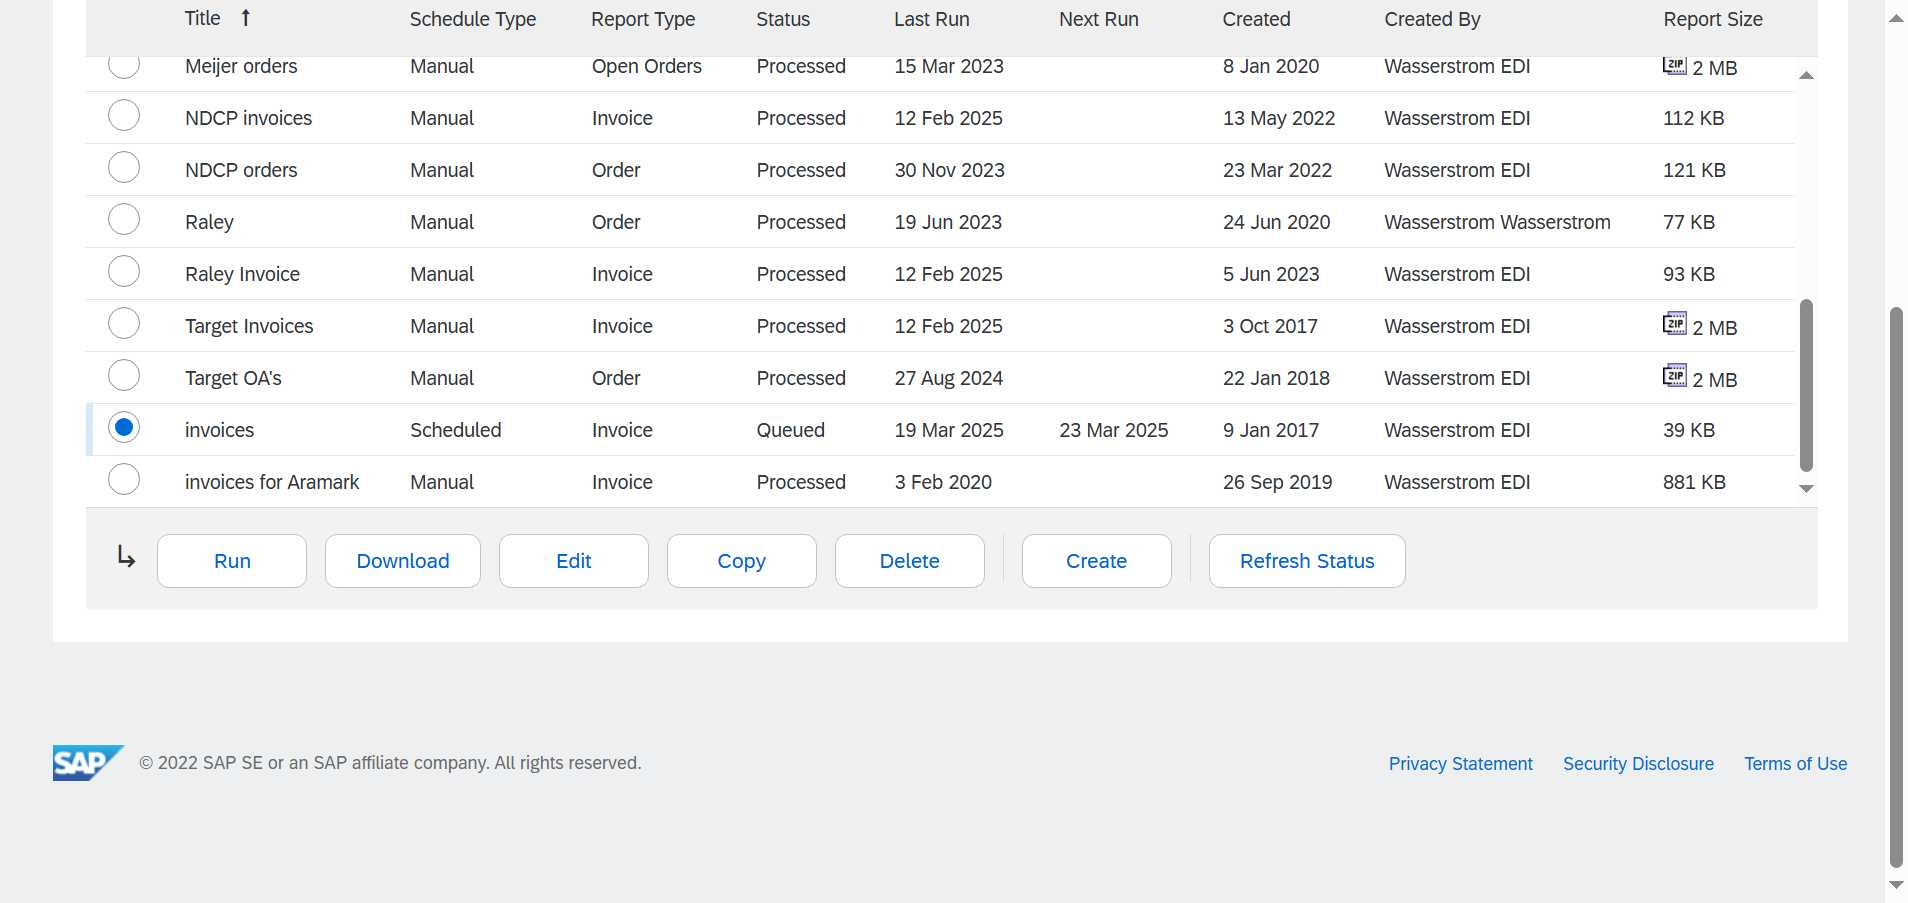 Title ↑ Schedule Type Report Type Status Last Run Next Run Created Created By Report Size
Meijer orders Manual Open Orders Processed 15 Mar 2023 8 Jan 2020 Wasserstrom EDI ZIP 2 MB
NDCP invoices Manual Invoice Processed 12 Feb 2025 13 May 2022 Wasserstrom EDI 112 KB
NDCP orders Manual Order Processed 30 Nov 2023 23 Mar 2022 Wasserstrom EDI 121 KB
Raley Manual Order Processed 19 Jun 2023 24 Jun 2020 Wasserstrom Wasserstrom 77 KB
Raley Invoice Manual Invoice Processed 12 Feb 2025 5 Jun 2023 Wasserstrom EDI 93 KB
Target Invoices Manual Invoice Processed 12 Feb 2025 3 Oct 2017 Wasserstrom EDI ZIP 2 MB
Target OA's Manual Order Processed 27 Aug 2024 22 Jan 2018 Wasserstrom EDI ZIP 2 MB
invoices Scheduled Invoice Queued 19 Mar 2025 23 Mar 2025 9 Jan 2017 Wasserstrom EDI 39 KB
invoices for Aramark Manual Invoice Processed 3 Feb 2020 26 Sep 2019 Wasserstrom EDI 881 KB
↳ Run Download Edit Copy Delete Create Refresh Status
SAP © 2022 SAP SE or an SAP affiliate company. All rights reserved. Privacy Statement Security Disclosure Terms of Use